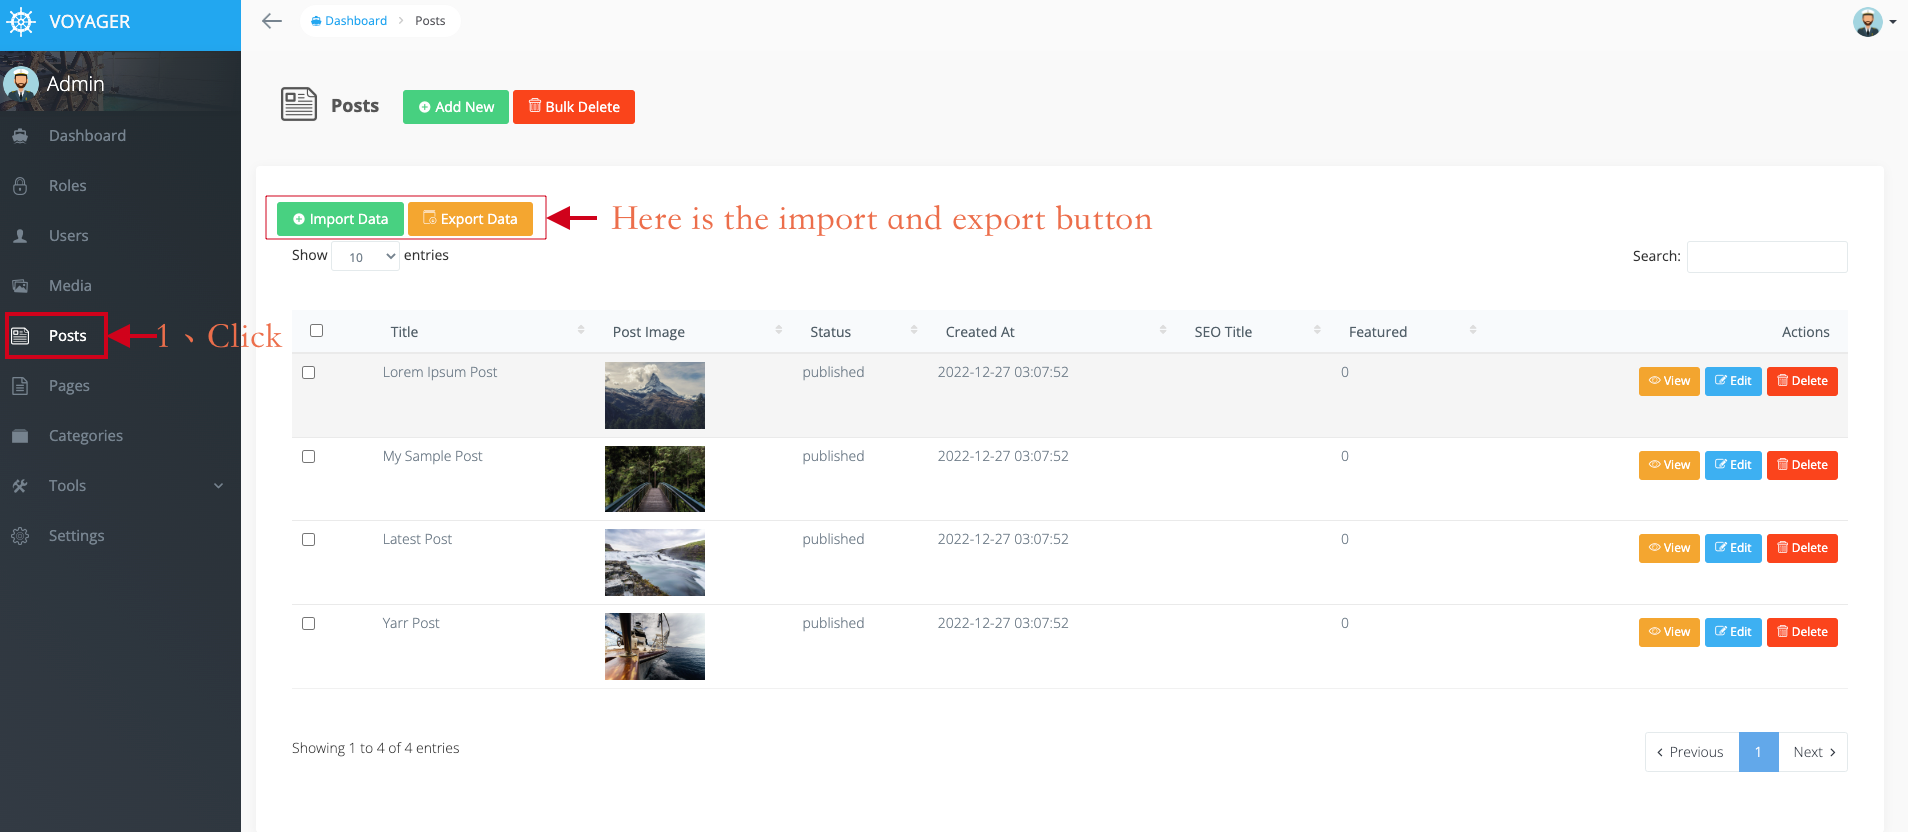 VOYAGER
Dashboard
Posts
Admin
Dashboard
Roles
Users
Media
Posts
Pages
Categories
Tools
Settings
1、Click
Posts
Add New
Bulk Delete
Import Data
Export Data
Here is the import and export button
Show 10 entries
Search:
Title Post Image Status Created At SEO Title Featured Actions
Lorem Ipsum Post published 2022-12-27 03:07:52 0 View Edit Delete
My Sample Post published 2022-12-27 03:07:52 0 View Edit Delete
Latest Post published 2022-12-27 03:07:52 0 View Edit Delete
Yarr Post published 2022-12-27 03:07:52 0 View Edit Delete
Showing 1 to 4 of 4 entries
‹ Previous 1 Next ›